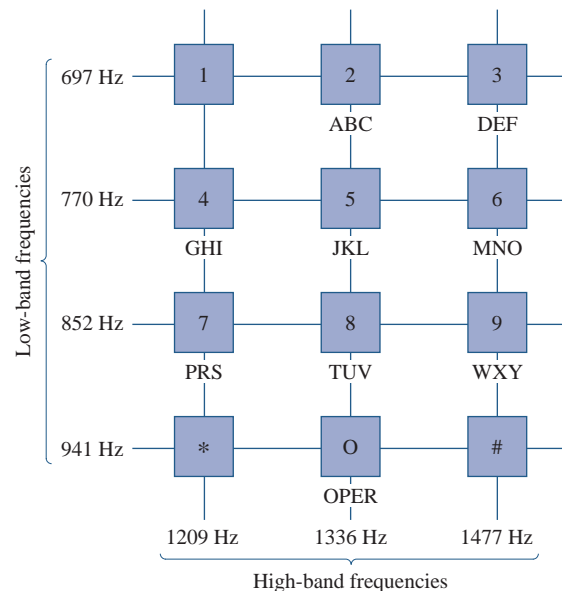 697 Hz 1 2 3
ABC DEF
770 Hz 4 5 6
GHI JKL MNO
Low-band frequencies
852 Hz 7 8 9
PRS TUV WXY
941 Hz * O #
OPER
1209 Hz 1336 Hz 1477 Hz
High-band frequencies